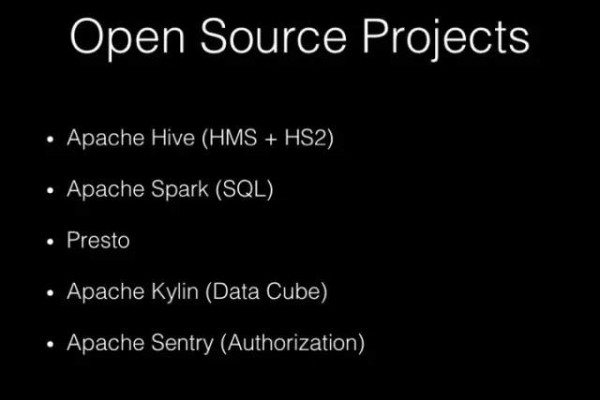 Open Source Projects
• Apache Hive (HMS + HS2)
• Apache Spark (SQL)
• Presto
• Apache Kylin (Data Cube)
• Apache Sentry (Authorization)